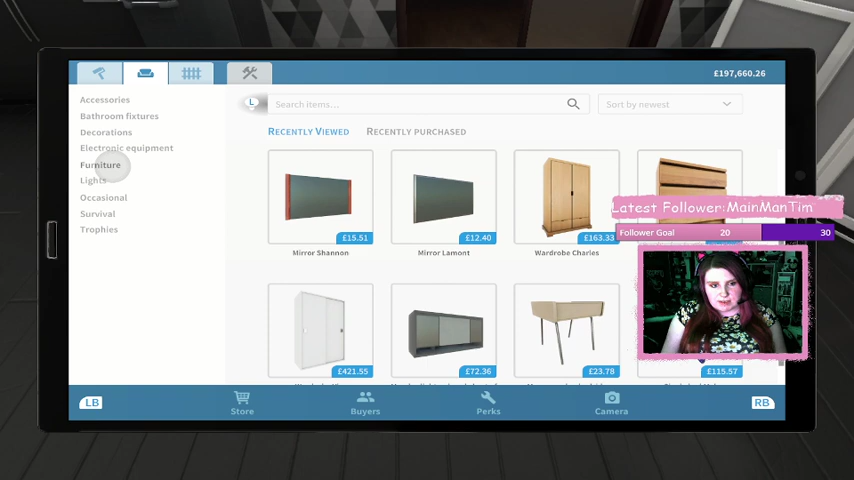 £197,660.26
Accessories
Bathroom fixtures
Decorations
Electronic equipment
Furniture
Lights
Occasional
Survival
Trophies
L
Search items...
Sort by newest
RECENTLY VIEWED
RECENTLY PURCHASED
£15.51
£12.40
£163.33
Mirror Shannon
Mirror Lamont
Wardrobe Charles
Latest Follower:MainManTim
Follower Goal 20 30
£421.55
£72.36
£23.78
£115.57
LB
Store
Buyers
Perks
Camera
RB